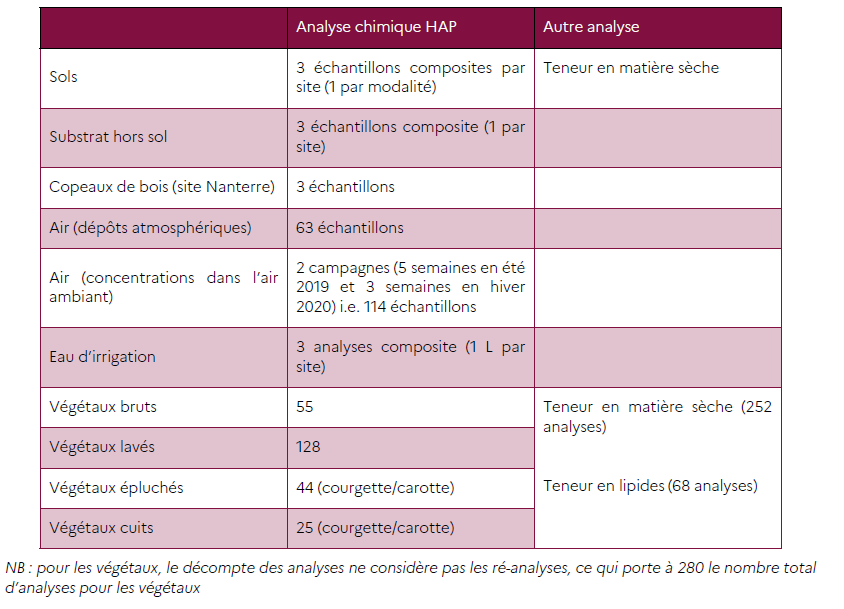 Analyse chimique HAP
Autre analyse
Sols
3 échantillons composites par
site (1 par modalité)
Teneur en matière sèche
Substrat hors sol
3 échantillons composite (1 par
site)
Copeaux de bois (site Nanterre)
3 échantillons
Air (dépôts atmosphériques)
63 échantillons
Air (concentrations dans l’air
ambiant)
2 campagnes (5 semaines en été
2019 et 3 semaines en hiver
2020) i.e. 114 échantillons
Eau d’irrigation
3 analyses composite (1 L par
site)
Végétaux bruts
55
Teneur en matière sèche (252
analyses)
Végétaux lavés
128
Végétaux épluchés
44 (courgette/carotte)
Teneur en lipides (68 analyses)
Végétaux cuits
25 (courgette/carotte)
NB : pour les végétaux, le décompte des analyses ne considère pas les ré-analyses, ce qui porte à 280 le nombre total
d’analyses pour les végétaux